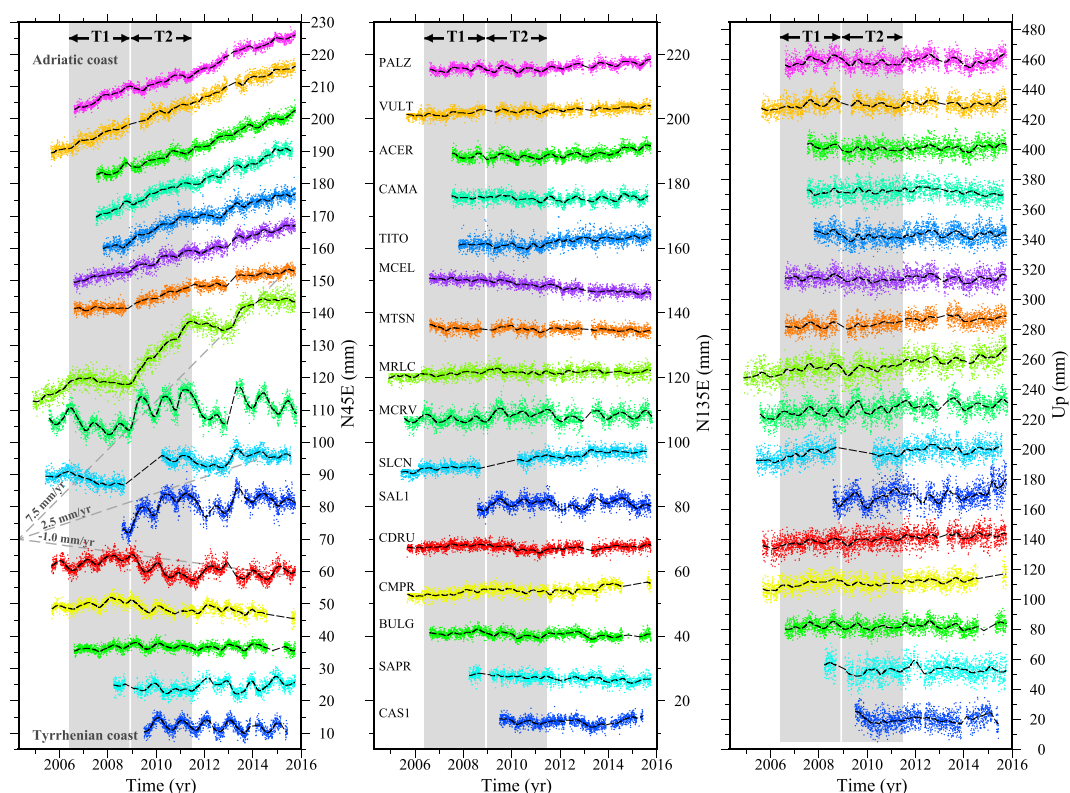 T1 T2
Adriatic coast
230
220
210
200
190
180
170
160
150
140
130
120
110
100
90
80
70
60
50
40
30
20
10
N45E (mm)
7.5 mm/yr
2.5 mm/yr
-1.0 mm/yr
Tyrrhenian coast
2006 2008 2010 2012 2014 2016
Time (yr)
T1 T2
PALZ
VULT
ACER
CAMA
TITO
MCEL
MTSN
MRLC
MCRV
SLCN
SAL1
CDRU
CMPR
BULG
SAPR
CAS1
220
200
180
160
140
120
100
80
60
40
20
N135E (mm)
2006 2008 2010 2012 2014 2016
Time (yr)
T1 T2
480
460
440
420
400
380
360
340
320
300
280
260
240
220
200
180
160
140
120
100
80
60
40
20
0
Up (mm)
2006 2008 2010 2012 2014 2016
Time (yr)